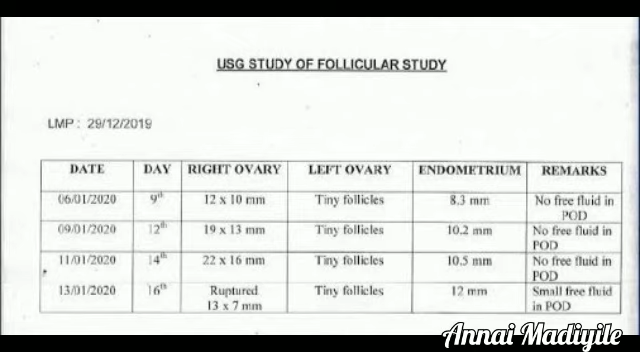 USG STUDY OF FOLLICULAR STUDY
LMP : 29/12/2019
DATE DAY RIGHT OVARY LEFT OVARY ENDOMETRIUM REMARKS
06/01/2020 9th 12 x 10 mm Tiny follicles 8.3 mm No free fluid in
POD
09/01/2020 12th 19 x 13 mm Tiny follicles 10.2 mm No free fluid in
POD
11/01/2020 14th 22 x 16 mm Tiny follicles 10.5 mm No free fluid in
POD
13/01/2020 16th Ruptured Tiny follicles 12 mm Small free fluid
13 x 7 mm in POD
Annai Madiyile